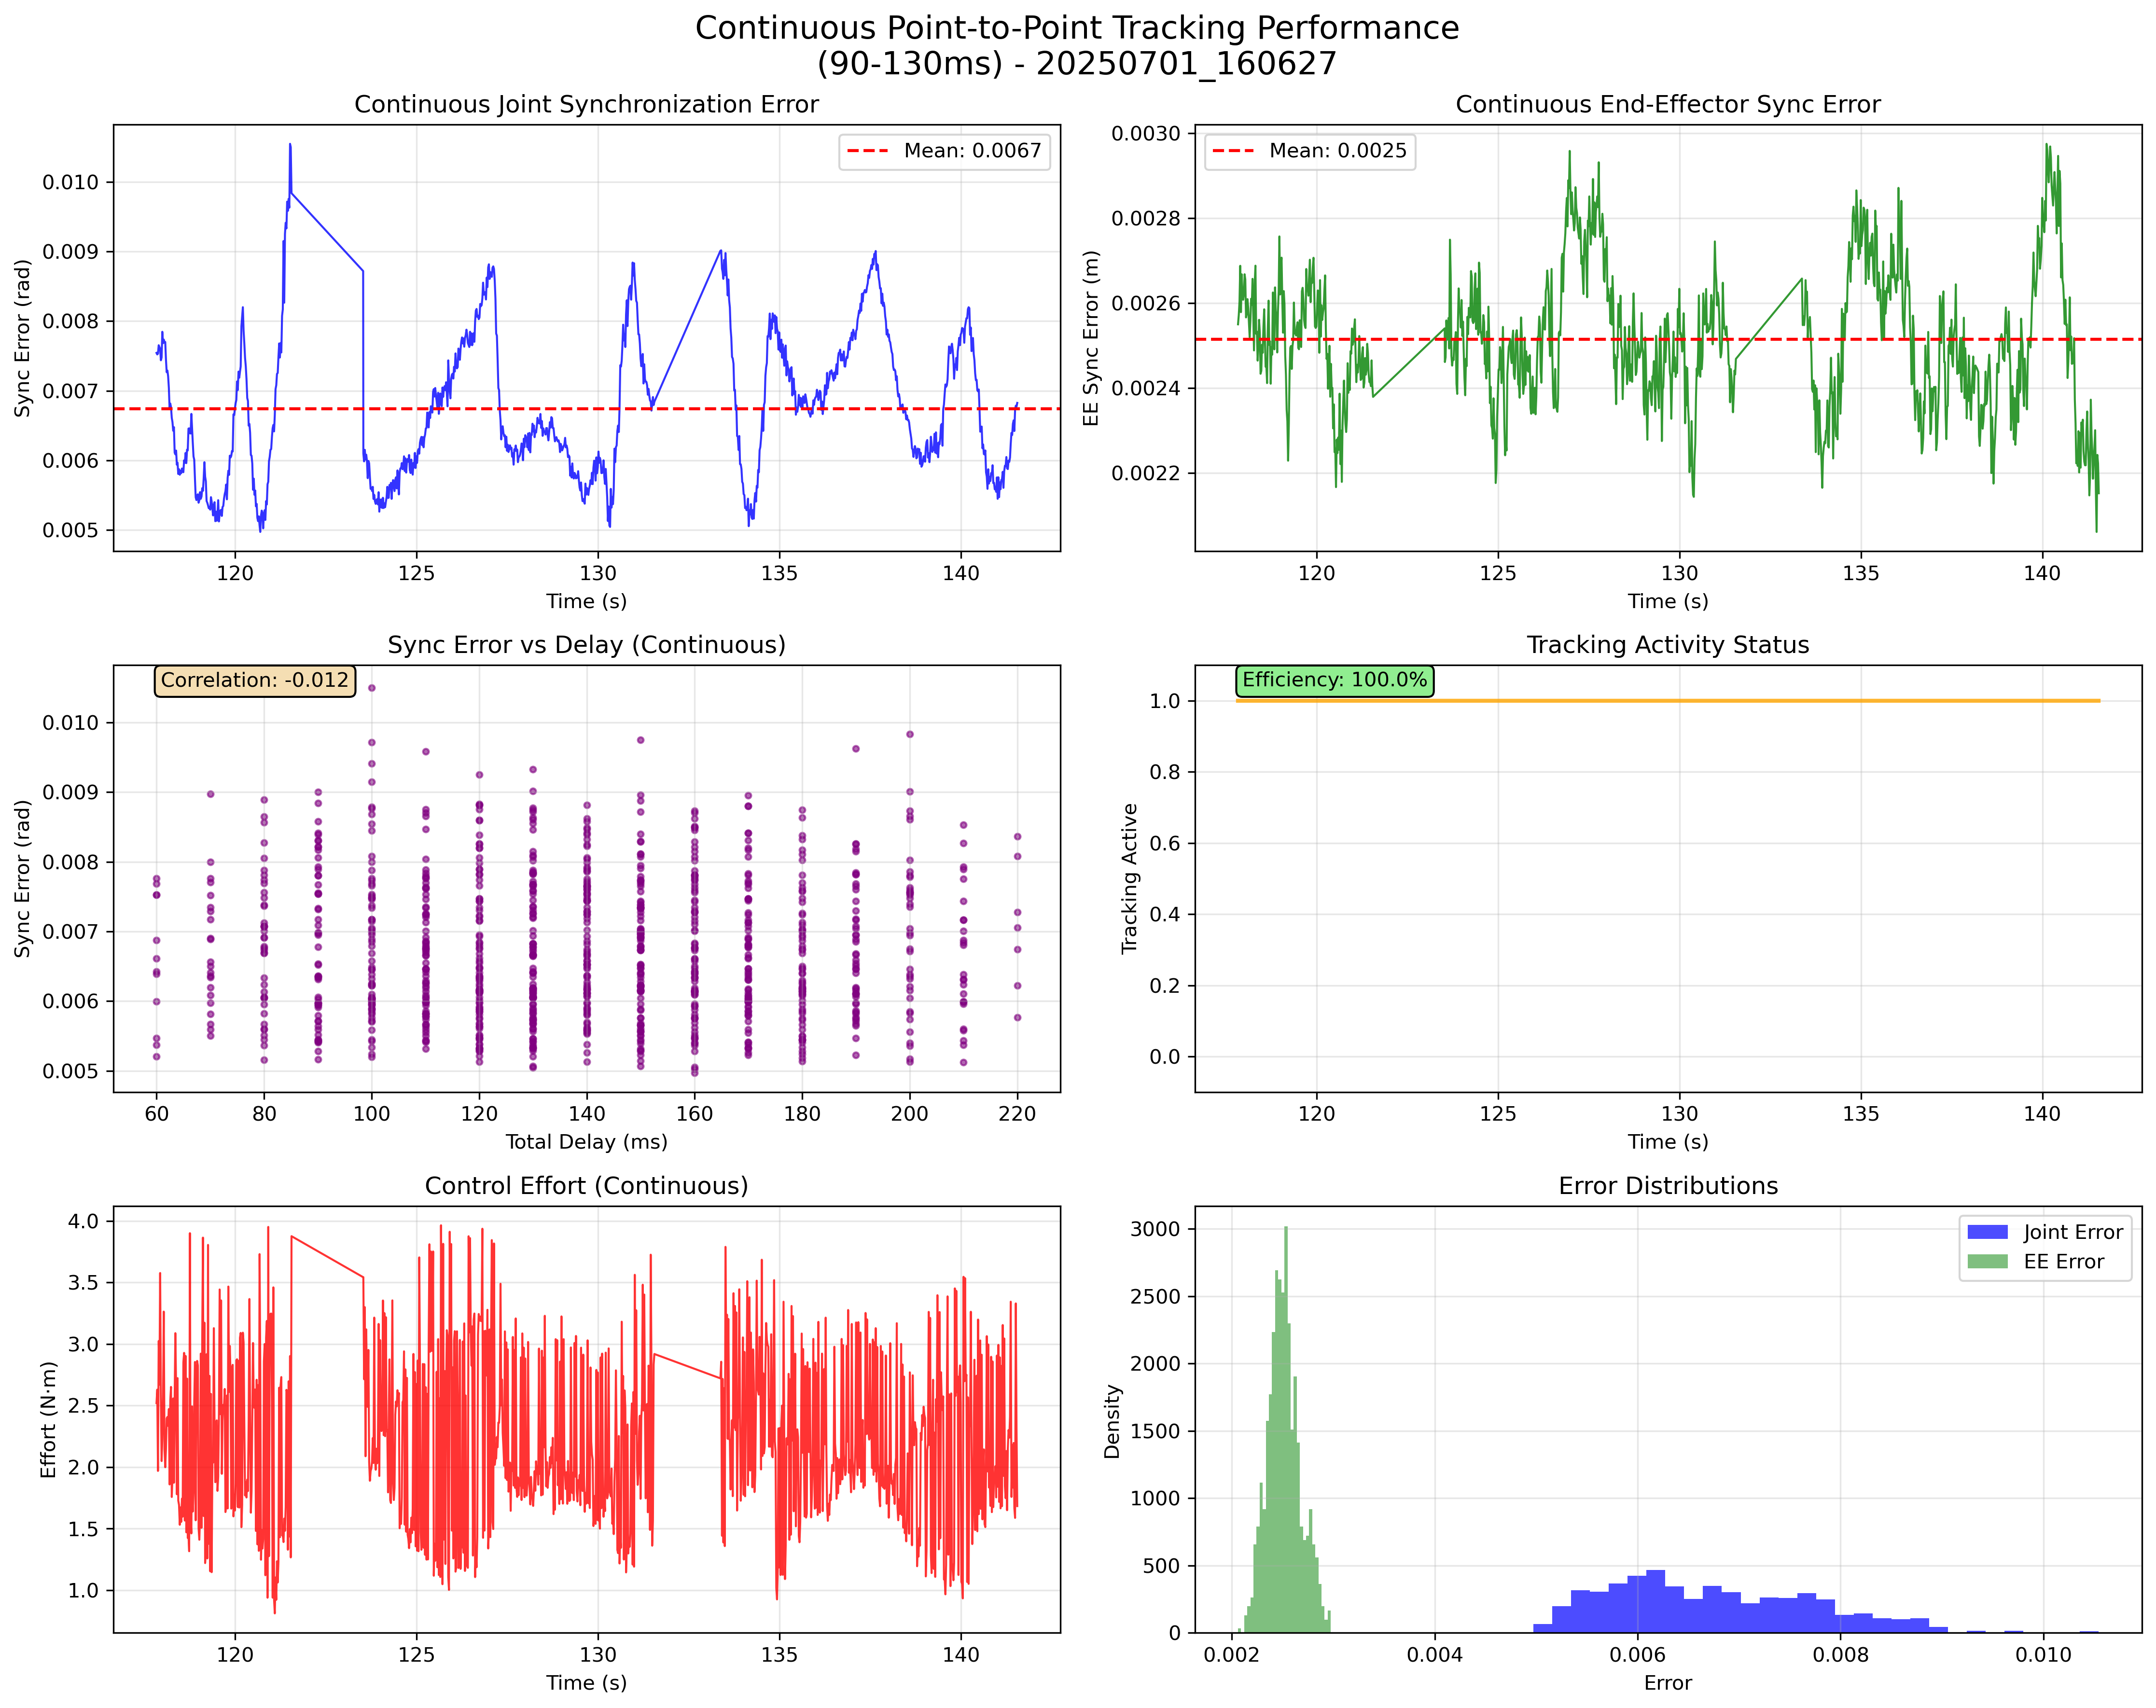 Continuous Point-to-Point Tracking Performance
(90-130ms) - 20250701_160627
Continuous Joint Synchronization Error
Sync Error (rad)
0.010
0.009
0.008
0.007
0.006
0.005
Mean: 0.0067
120 125 130 135 140
Time (s)
Continuous End-Effector Sync Error
EE Sync Error (m)
0.0030
0.0028
0.0026
0.0024
0.0022
Mean: 0.0025
120 125 130 135 140
Time (s)
Sync Error vs Delay (Continuous)
Sync Error (rad)
0.010
0.009
0.008
0.007
0.006
0.005
Correlation: -0.012
60 80 100 120 140 160 180 200 220
Total Delay (ms)
Tracking Activity Status
Tracking Active
1.0
0.8
0.6
0.4
0.2
0.0
Efficiency: 100.0%
120 125 130 135 140
Time (s)
Control Effort (Continuous)
Effort (N·m)
4.0
3.5
3.0
2.5
2.0
1.5
1.0
120 125 130 135 140
Time (s)
Error Distributions
Density
3000
2500
2000
1500
1000
500
0
Joint Error
EE Error
0.002 0.004 0.006 0.008 0.010
Error